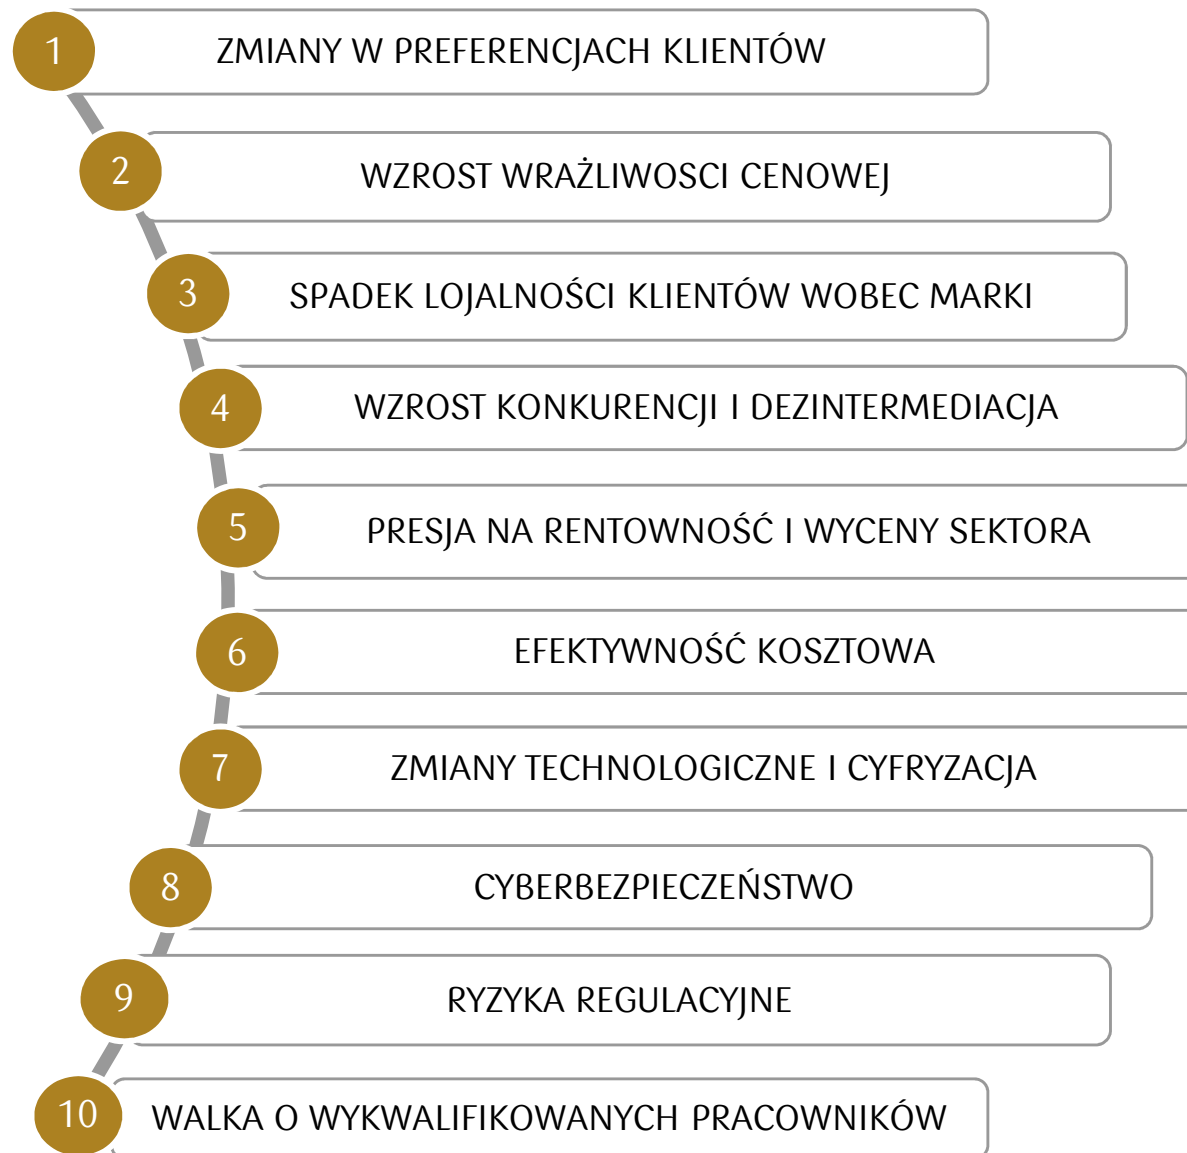 1 ZMIANY W PREFERENCJACH KLIENTÓW
2 WZROST WRAŻLIWOSCI CENOWEJ
3 SPADEK LOJALNOŚCI KLIENTÓW WOBEC MARKI
4 WZROST KONKURENCJI I DEZINTERMEDIACJA
5 PRESJA NA RENTOWNOŚĆ I WYCENY SEKTORA
6 EFEKTYWNOŚĆ KOSZTOWA
7 ZMIANY TECHNOLOGICZNE I CYFRYZACJA
8 CYBERBEZPIECZEŃSTWO
9 RYZYKA REGULACYJNE
10 WALKA O WYKWALIFIKOWANYCH PRACOWNIKÓW